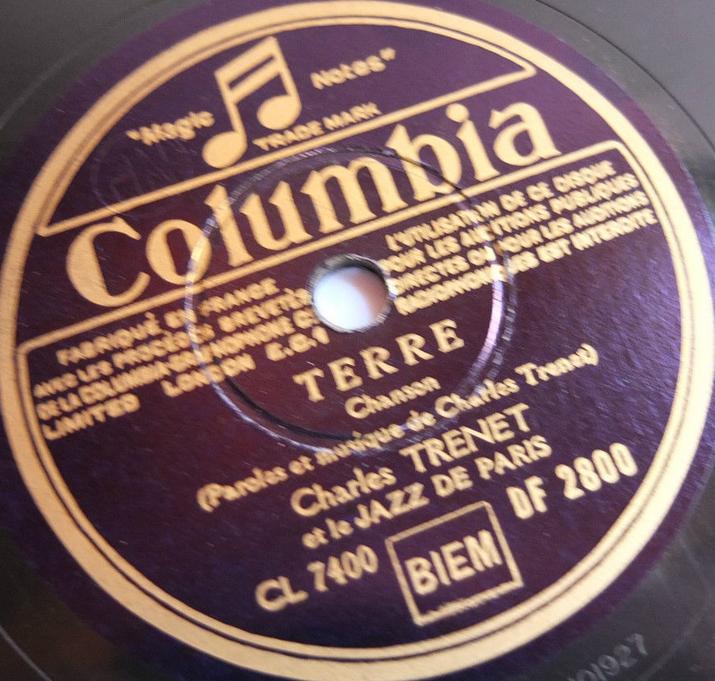 "Magic Notes"
TRADE MARK
Columbia
FABRIQUÉ EN FRANCE
AVEC LES PROCÉDÉS BREVETÉS
DE LA COLUMBIA GRAPHOPHONE Cº
LIMITED LONDON E.C.1
L'UTILISATION DE CE DISQUE
POUR LES AUDITIONS PUBLIQUES
DIRECTES OU POUR LES AUDITIONS
MICROPHONIQUES EST INTERDITE
TERRE
Chanson
(Paroles et musique de Charles Trenet)
Charles TRENET
et le JAZZ DE PARIS
CL 7400
BIEM
DF 2800